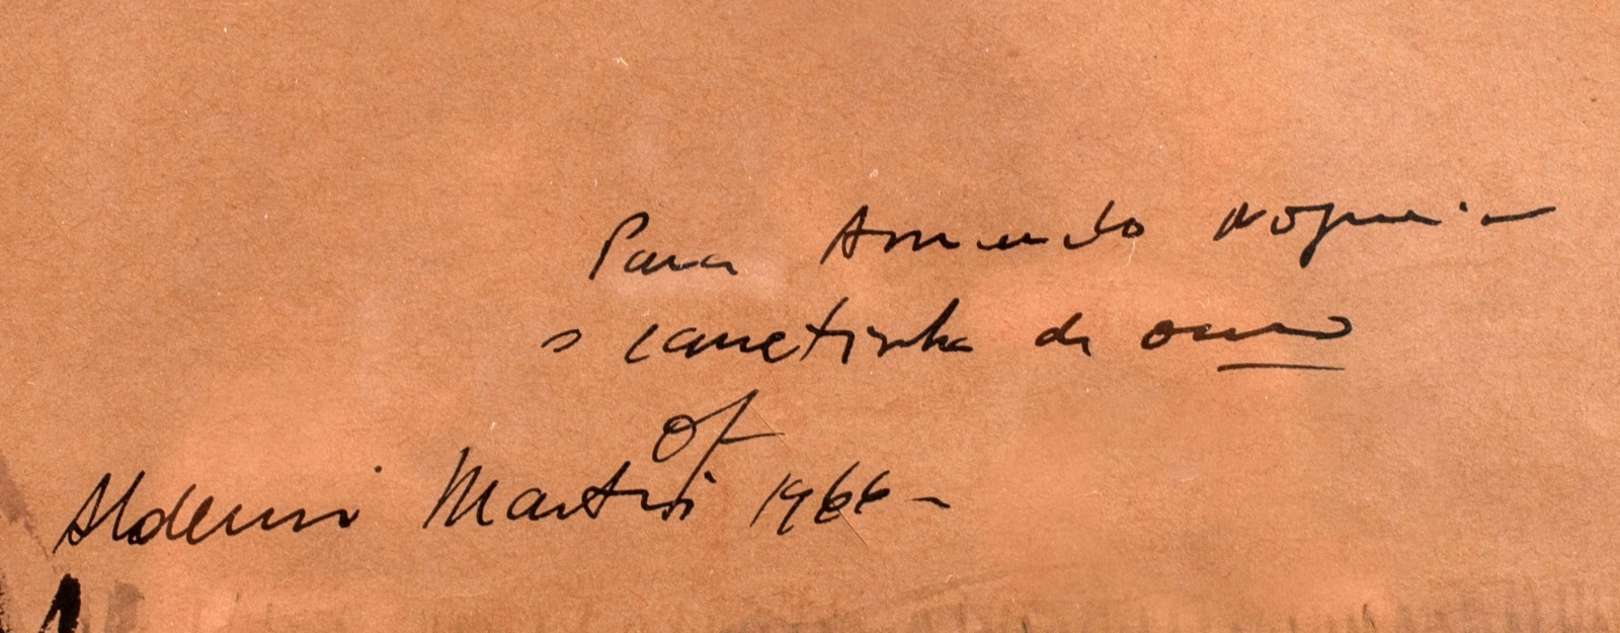 Para Armando Nogueira
o canetinha de ouro
of
Aldemir Martins 1966 -